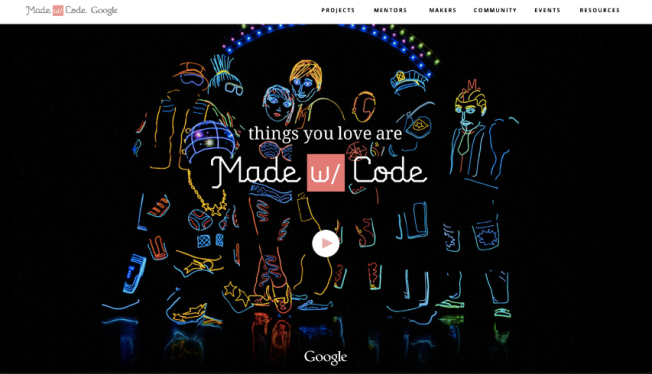 Made w/ Code Google
PROJECTS MENTORS MAKERS COMMUNITY EVENTS RESOURCES
things you love are
Made w/ Code
Google